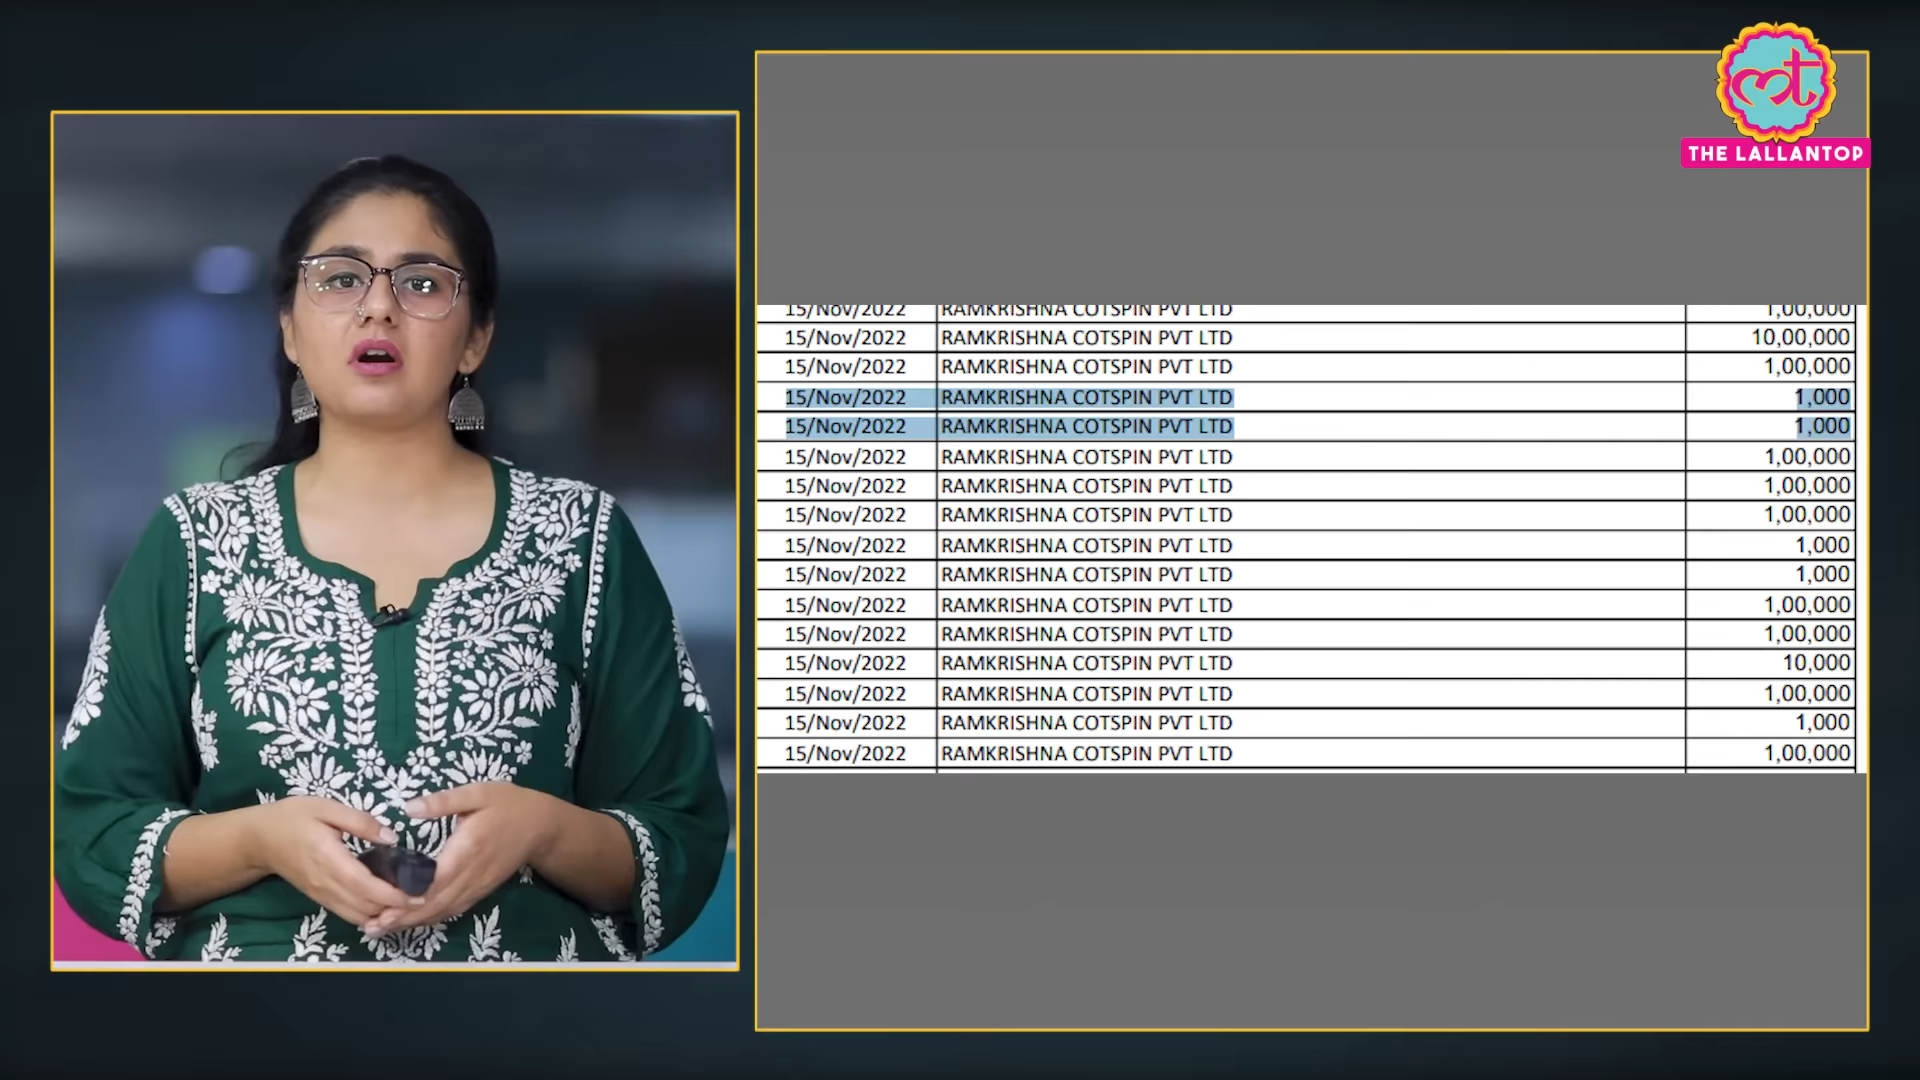 THE LALLANTOP
15/Nov/2022 RAMKRISHNA COTSPIN PVT LTD 1,00,000
15/Nov/2022 RAMKRISHNA COTSPIN PVT LTD 10,00,000
15/Nov/2022 RAMKRISHNA COTSPIN PVT LTD 1,00,000
15/Nov/2022 RAMKRISHNA COTSPIN PVT LTD 1,000
15/Nov/2022 RAMKRISHNA COTSPIN PVT LTD 1,000
15/Nov/2022 RAMKRISHNA COTSPIN PVT LTD 1,00,000
15/Nov/2022 RAMKRISHNA COTSPIN PVT LTD 1,00,000
15/Nov/2022 RAMKRISHNA COTSPIN PVT LTD 1,00,000
15/Nov/2022 RAMKRISHNA COTSPIN PVT LTD 1,000
15/Nov/2022 RAMKRISHNA COTSPIN PVT LTD 1,000
15/Nov/2022 RAMKRISHNA COTSPIN PVT LTD 1,00,000
15/Nov/2022 RAMKRISHNA COTSPIN PVT LTD 1,00,000
15/Nov/2022 RAMKRISHNA COTSPIN PVT LTD 10,000
15/Nov/2022 RAMKRISHNA COTSPIN PVT LTD 1,00,000
15/Nov/2022 RAMKRISHNA COTSPIN PVT LTD 1,000
15/Nov/2022 RAMKRISHNA COTSPIN PVT LTD 1,00,000